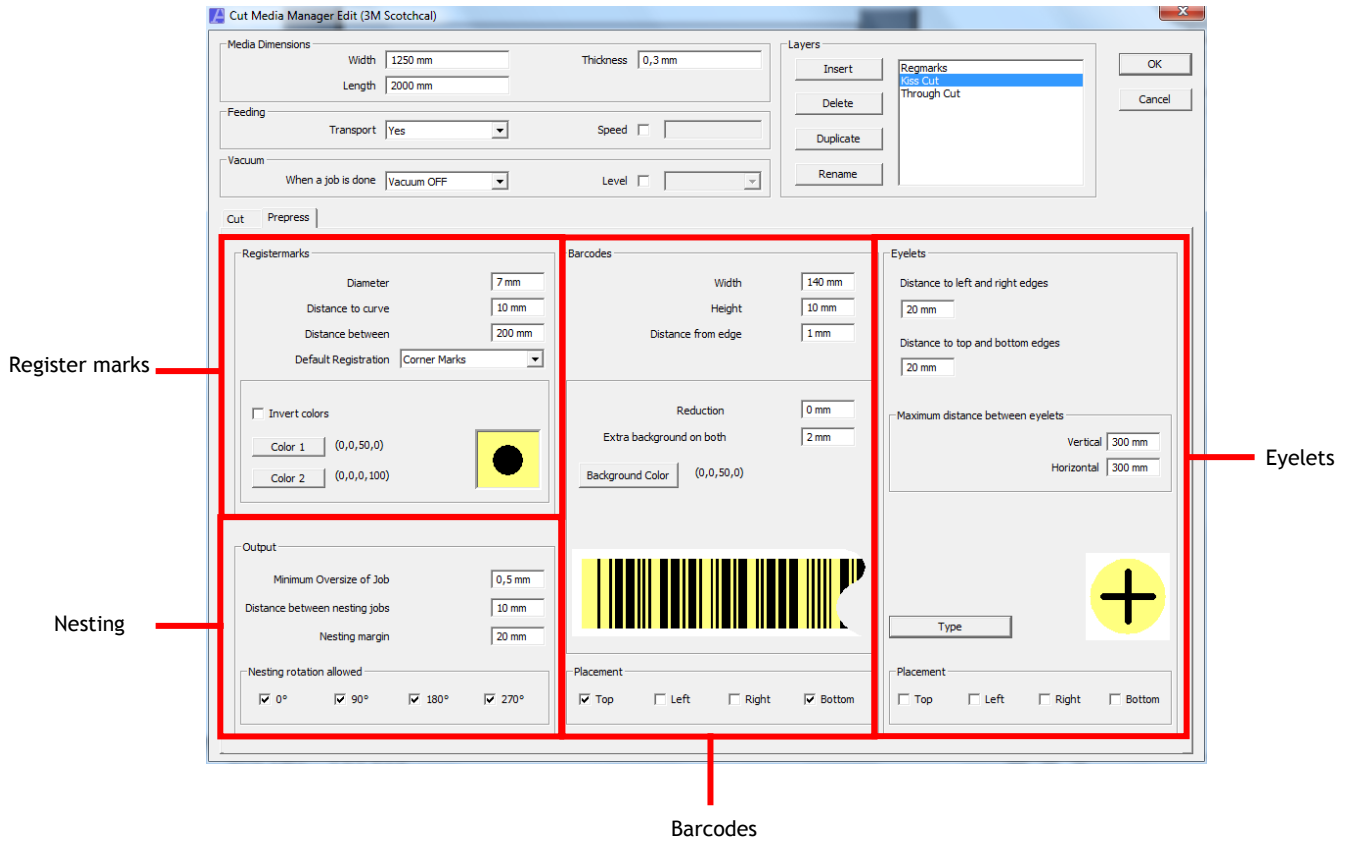 Cut Media Manager Edit (3M Scotchcal)
Media Dimensions
Width 1250 mm Thickness 0,3 mm
Length 2000 mm
Feeding
Transport Yes Speed
Vacuum
When a job is done Vacuum OFF Level
Layers
Insert
Delete
Duplicate
Rename
Regmarks
Kiss Cut
Through Cut
OK
Cancel
Cut Prepress
Registermarks
Diameter 7 mm
Distance to curve 10 mm
Distance between 200 mm
Default Registration Corner Marks
Invert colors
Color 1 (0,0,50,0)
Color 2 (0,0,0,100)
Output
Minimum Oversize of Job 0,5 mm
Distance between nesting jobs 10 mm
Nesting margin 20 mm
Nesting rotation allowed
0° 90° 180° 270°
Barcodes
Width 140 mm
Height 10 mm
Distance from edge 1 mm
Reduction 0 mm
Extra background on both 2 mm
Background Color (0,0,50,0)
Placement
Top Left Right Bottom
Eyelets
Distance to left and right edges
20 mm
Distance to top and bottom edges
20 mm
Maximum distance between eyelets
Vertical 300 mm
Horizontal 300 mm
Type
Placement
Top Left Right Bottom
Register marks
Nesting
Eyelets
Barcodes